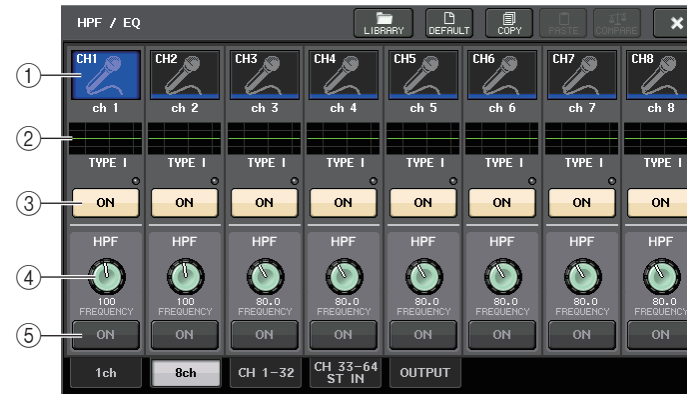 HPF / EQ
LIBRARY DEFAULT COPY PASTE COMPARE ×
1 CH1 CH2 CH3 CH4 CH5 CH6 CH7 CH8
ch 1 ch 2 ch 3 ch 4 ch 5 ch 6 ch 7 ch 8
2
TYPE I TYPE I TYPE I TYPE I TYPE I TYPE I TYPE I TYPE I
3 ON ON ON ON ON ON ON ON
HPF HPF HPF HPF HPF HPF HPF HPF
4
100 100 80.0 80.0 80.0 80.0 80.0 80.0
FREQUENCY FREQUENCY FREQUENCY FREQUENCY FREQUENCY FREQUENCY FREQUENCY FREQUENCY
5 ON ON ON ON ON ON ON ON
1ch 8ch CH 1-32 CH 33-64 OUTPUT
ST IN